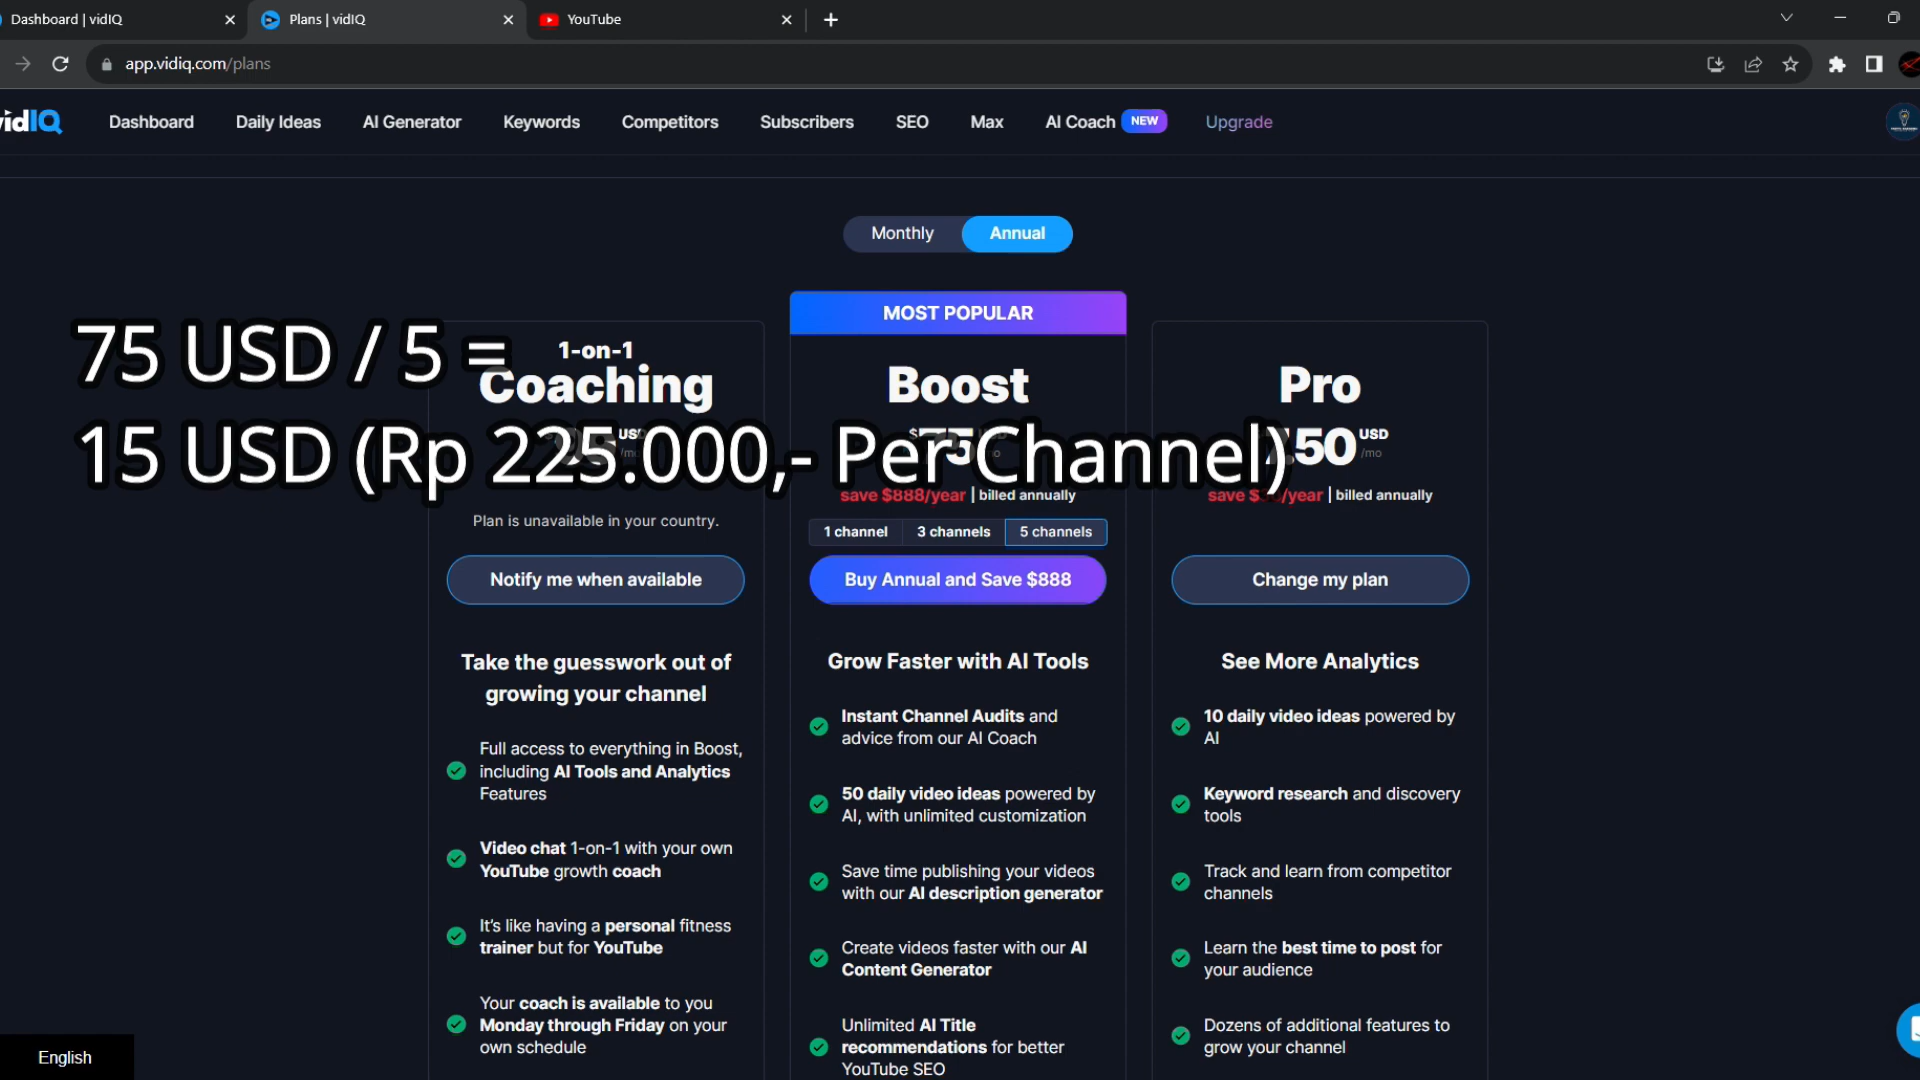 Dashboard | vidIQ
Plans | vidIQ
YouTube
app.vidiq.com/plans
vidIQ
Dashboard
Daily Ideas
AI Generator
Keywords
Competitors
Subscribers
SEO
Max
AI Coach NEW
Upgrade
Monthly
Annual
75 USD / 5 =
15 USD (Rp 225.000,- Per Channel)
1-on-1
Coaching
USD
Plan is unavailable in your country.
Notify me when available
Take the guesswork out of
growing your channel
Full access to everything in Boost,
including AI Tools and Analytics
Features
Video chat 1-on-1 with your own
YouTube growth coach
It's like having a personal fitness
trainer but for YouTube
Your coach is available to you
Monday through Friday on your
own schedule
MOST POPULAR
Boost
$75
save $888/year | billed annually
1 channel
3 channels
5 channels
Buy Annual and Save $888
Grow Faster with AI Tools
Instant Channel Audits and
advice from our AI Coach
50 daily video ideas powered by
AI, with unlimited customization
Save time publishing your videos
with our AI description generator
Create videos faster with our AI
Content Generator
Unlimited AI Title
recommendations for better
YouTube SEO
Pro
.50 USD
/mo
save /year | billed annually
Change my plan
See More Analytics
10 daily video ideas powered by
AI
Keyword research and discovery
tools
Track and learn from competitor
channels
Learn the best time to post for
your audience
Dozens of additional features to
grow your channel
English